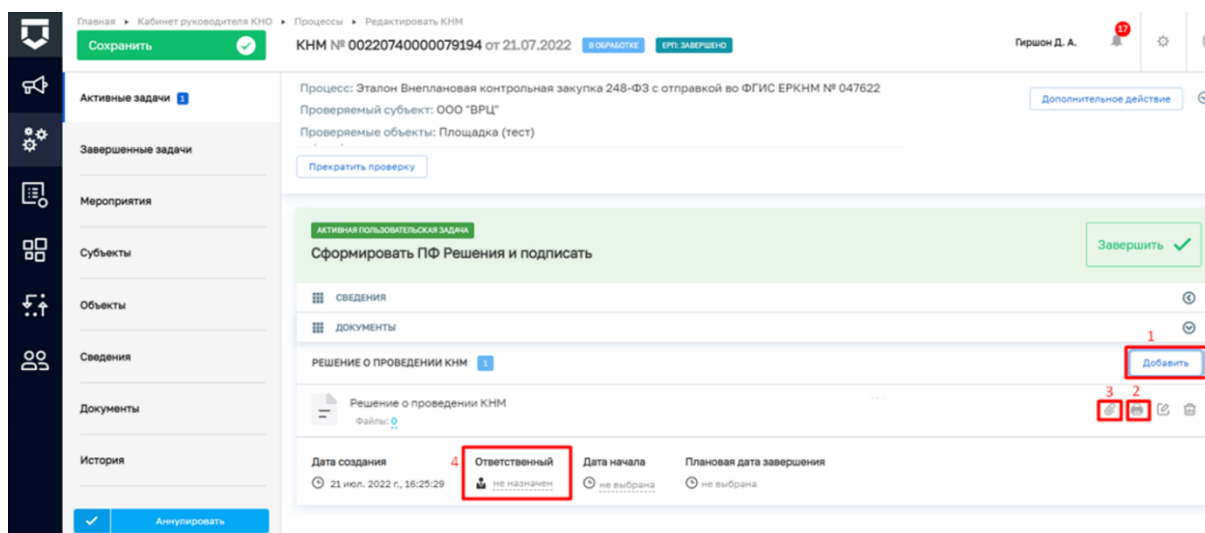 Главная ▸ Кабинет руководителя КНО ▸ Процессы ▸ Редактировать КНМ
Сохранить
КНМ № 00220740000079194 от 21.07.2022 В ОБРАБОТКЕ ЕРП: ЗАВЕРШЕНО
Гиршон Д. А.
17
Активные задачи 1
Завершенные задачи
Мероприятия
Субъекты
Объекты
Сведения
Документы
История
Аннулировать
Процесс: Эталон Внеплановая контрольная закупка 248-ФЗ с отправкой во ФГИС ЕРКНМ № 047622
Дополнительное действие
Проверяемый субъект: ООО "ВРЦ"
Проверяемые объекты: Площадка (тест)
Прекратить проверку
АКТИВНАЯ ПОЛЬЗОВАТЕЛЬСКАЯ ЗАДАЧА
Сформировать ПФ Решения и подписать
Завершить
СВЕДЕНИЯ
ДОКУМЕНТЫ
1
РЕШЕНИЕ О ПРОВЕДЕНИИ КНМ 1
Добавить
3 2
Решение о проведении КНМ
Файлы: 0
Дата создания 4 Ответственный Дата начала Плановая дата завершения
21 июл. 2022 г., 16:25:29 не назначен не выбрана не выбрана